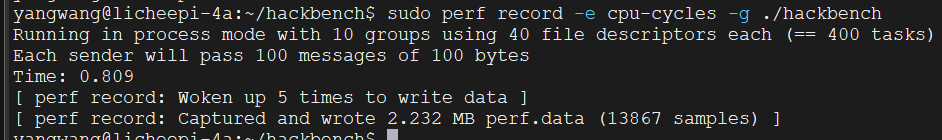 yangwang@licheepi-4a:~/hackbench$ sudo perf record -e cpu-cycles -g ./hackbench
Running in process mode with 10 groups using 40 file descriptors each (== 400 tasks)
Each sender will pass 100 messages of 100 bytes
Time: 0.809
[ perf record: Woken up 5 times to write data ]
[ perf record: Captured and wrote 2.232 MB perf.data (13867 samples) ]
yangwang@licheepi-4a:~/hackbench$